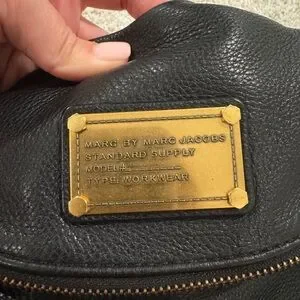 MARC BY MARC JACOBS
STANDARD SUPPLY
MODEL#
TYPE: WORKWEAR